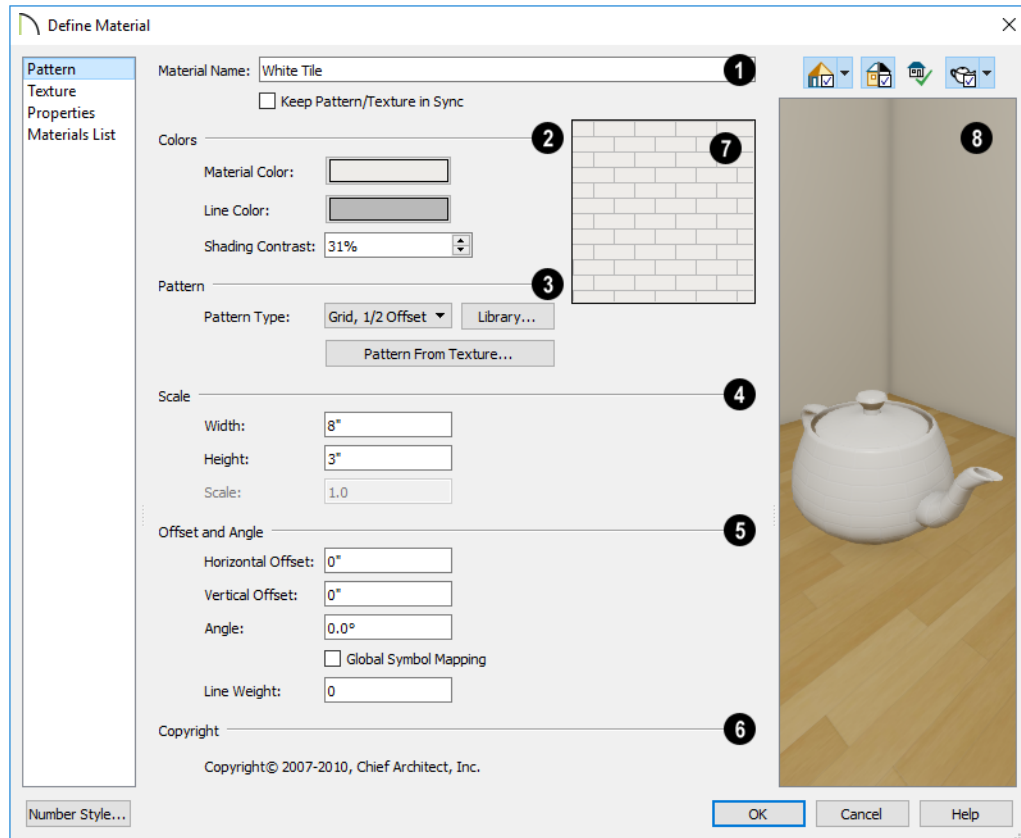 Define Material
Pattern
Texture
Properties
Materials List
Material Name: White Tile 1
Keep Pattern/Texture in Sync
Colors 2
Material Color:
Line Color:
Shading Contrast: 31%
7
8
Pattern 3
Pattern Type: Grid, 1/2 Offset Library...
Pattern From Texture...
Scale 4
Width: 8"
Height: 3"
Scale: 1.0
Offset and Angle 5
Horizontal Offset: 0"
Vertical Offset: 0"
Angle: 0.0°
Global Symbol Mapping
Line Weight: 0
Copyright 6
Copyright© 2007-2010, Chief Architect, Inc.
Number Style... OK Cancel Help